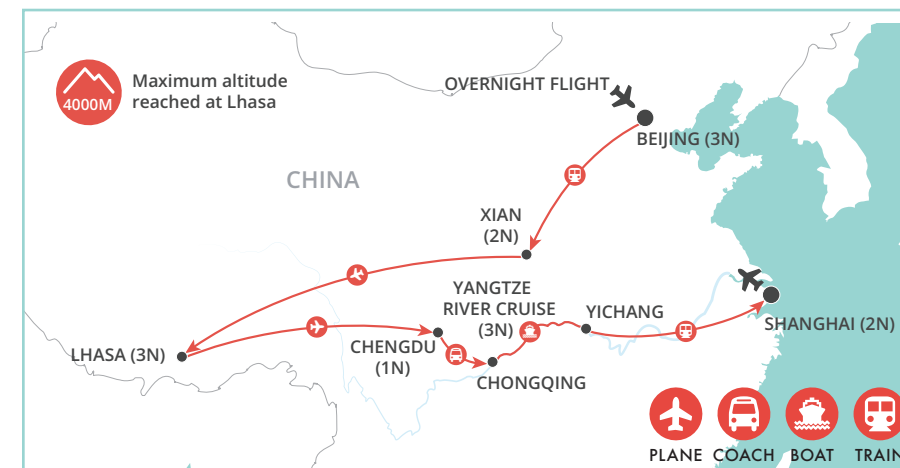 4000M
Maximum altitude
reached at Lhasa
OVERNIGHT FLIGHT
BEIJING (3N)
CHINA
XIAN
(2N)
YANGTZE
RIVER CRUISE
(3N)
YICHANG
SHANGHAI (2N)
LHASA (3N)
CHENGDU
(1N)
CHONGQING
PLANE
COACH
BOAT
TRAIN